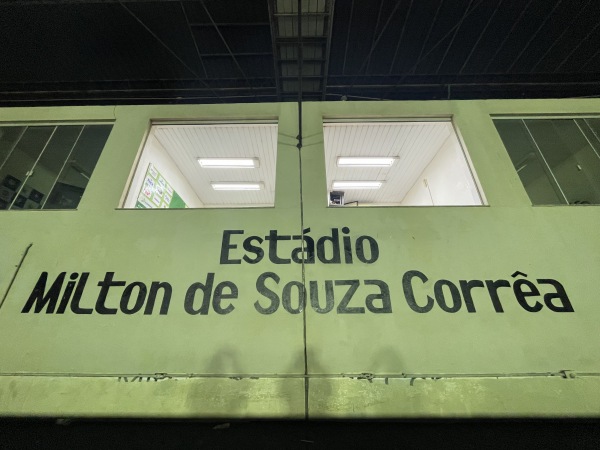 Estádio
Milton de Souza Corrêa